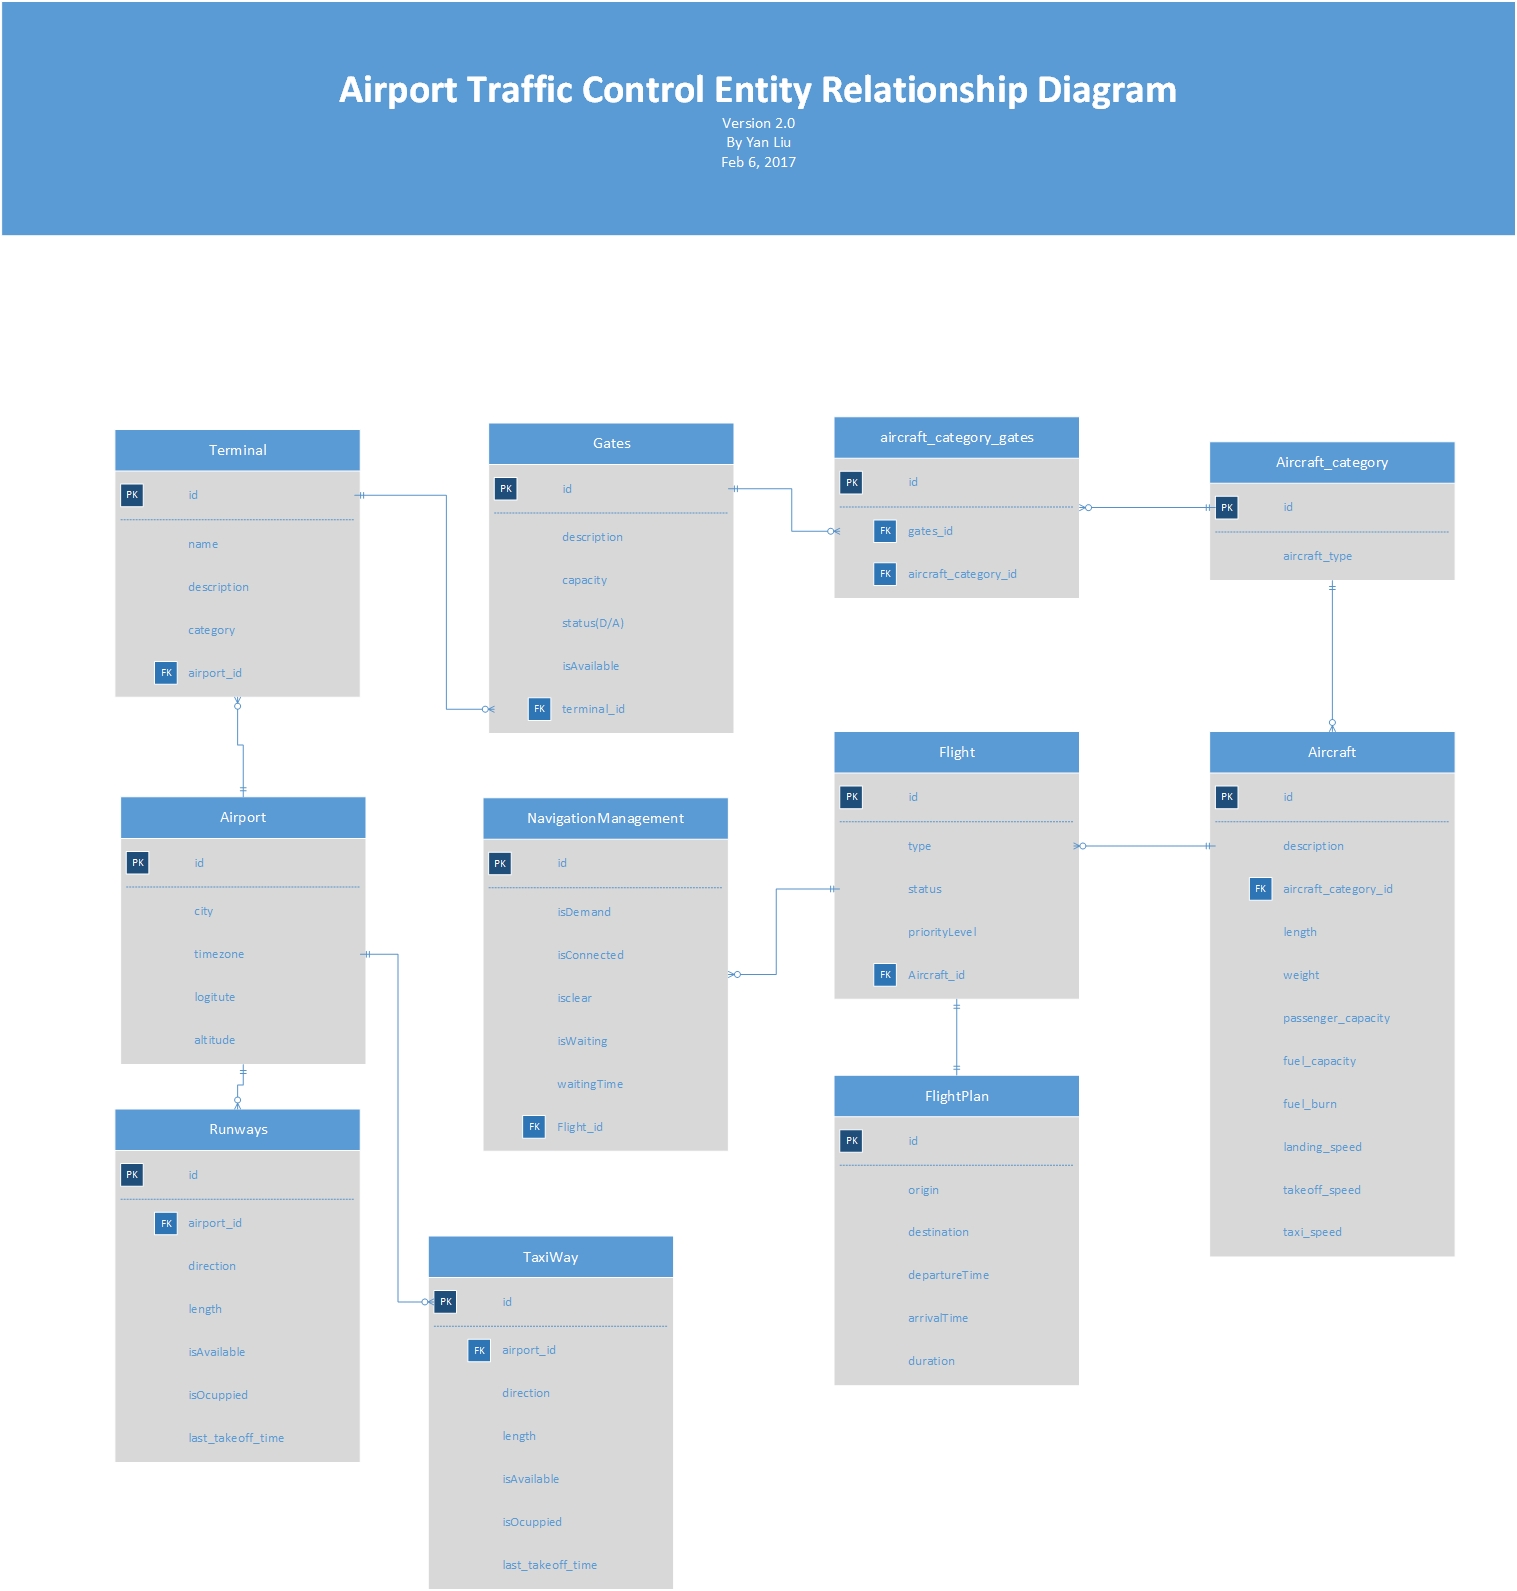 Airport Traffic Control Entity Relationship Diagram
Version 2.0
By Yan Liu
Feb 6, 2017
Terminal
PK id
name
description
category
FK airport_id
Gates
PK id
description
capacity
status(D/A)
isAvailable
FK terminal_id
aircraft_category_gates
PK id
FK gates_id
FK aircraft_category_id
Aircraft_category
PK id
aircraft_type
Airport
PK id
city
timezone
logitute
altitude
NavigationManagement
PK id
isDemand
isConnected
isclear
isWaiting
waitingTime
FK Flight_id
Flight
PK id
type
status
priorityLevel
FK Aircraft_id
Aircraft
PK id
description
FK aircraft_category_id
length
weight
passenger_capacity
fuel_capacity
fuel_burn
landing_speed
takeoff_speed
taxi_speed
Runways
PK id
FK airport_id
direction
length
isAvailable
isOcuppied
last_takeoff_time
TaxiWay
PK id
FK airport_id
direction
length
isAvailable
isOcuppied
last_takeoff_time
FlightPlan
PK id
origin
destination
departureTime
arrivalTime
duration